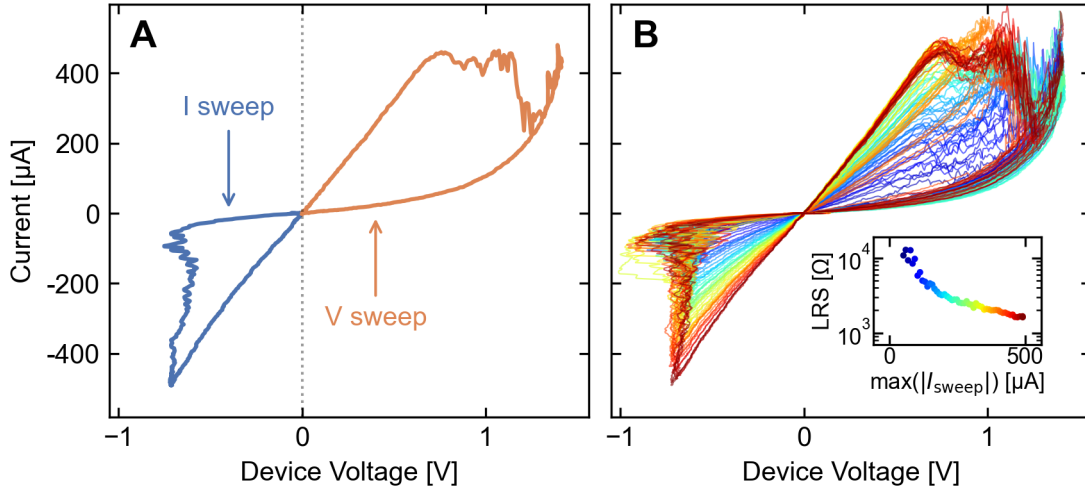 A
I sweep
V sweep
400
200
0
-200
-400
Current [µA]
−1
0
1
Device Voltage [V]
B
−1
0
1
Device Voltage [V]
10⁴
10³
LRS [Ω]
0
500
max(|I_sweep|) [µA]